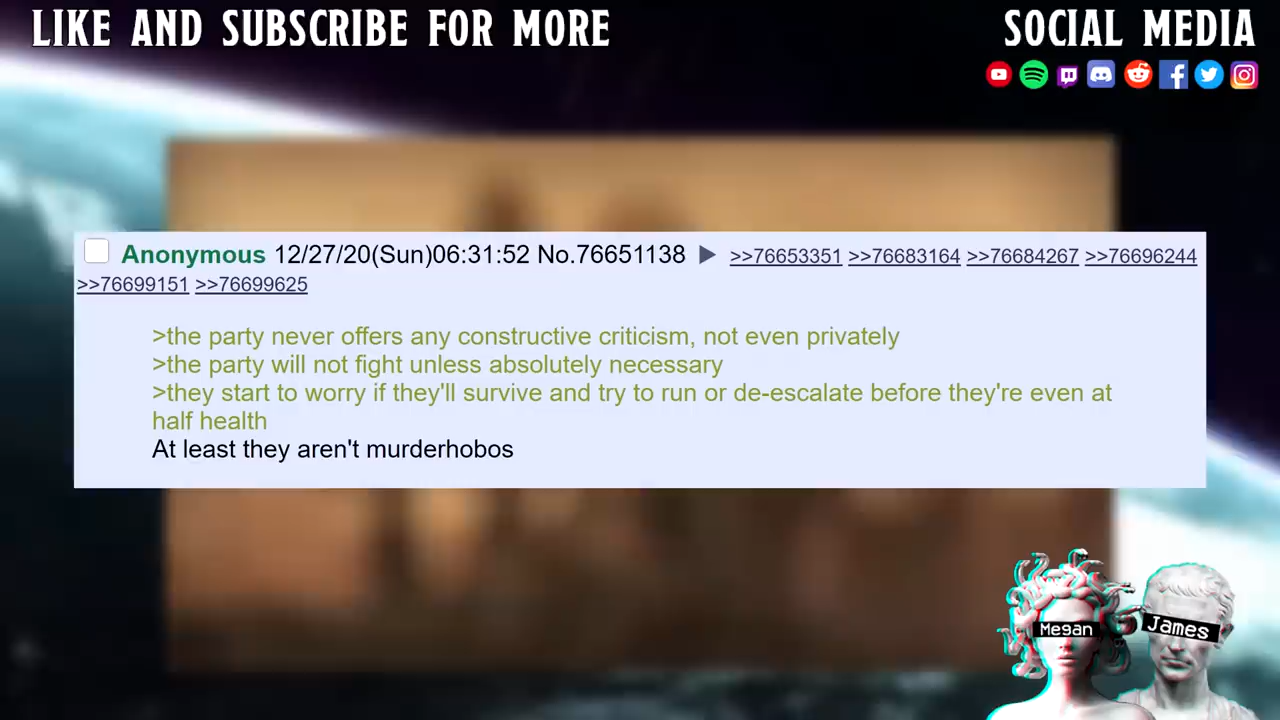 LIKE AND SUBSCRIBE FOR MORE
SOCIAL MEDIA
Anonymous 12/27/20(Sun)06:31:52 No.76651138 ▶ >>76653351 >>76683164 >>76684267 >>76696244
>>76699151 >>76699625
>the party never offers any constructive criticism, not even privately
>the party will not fight unless absolutely necessary
>they start to worry if they'll survive and try to run or de-escalate before they're even at
half health
At least they aren't murderhobos
Megan
James